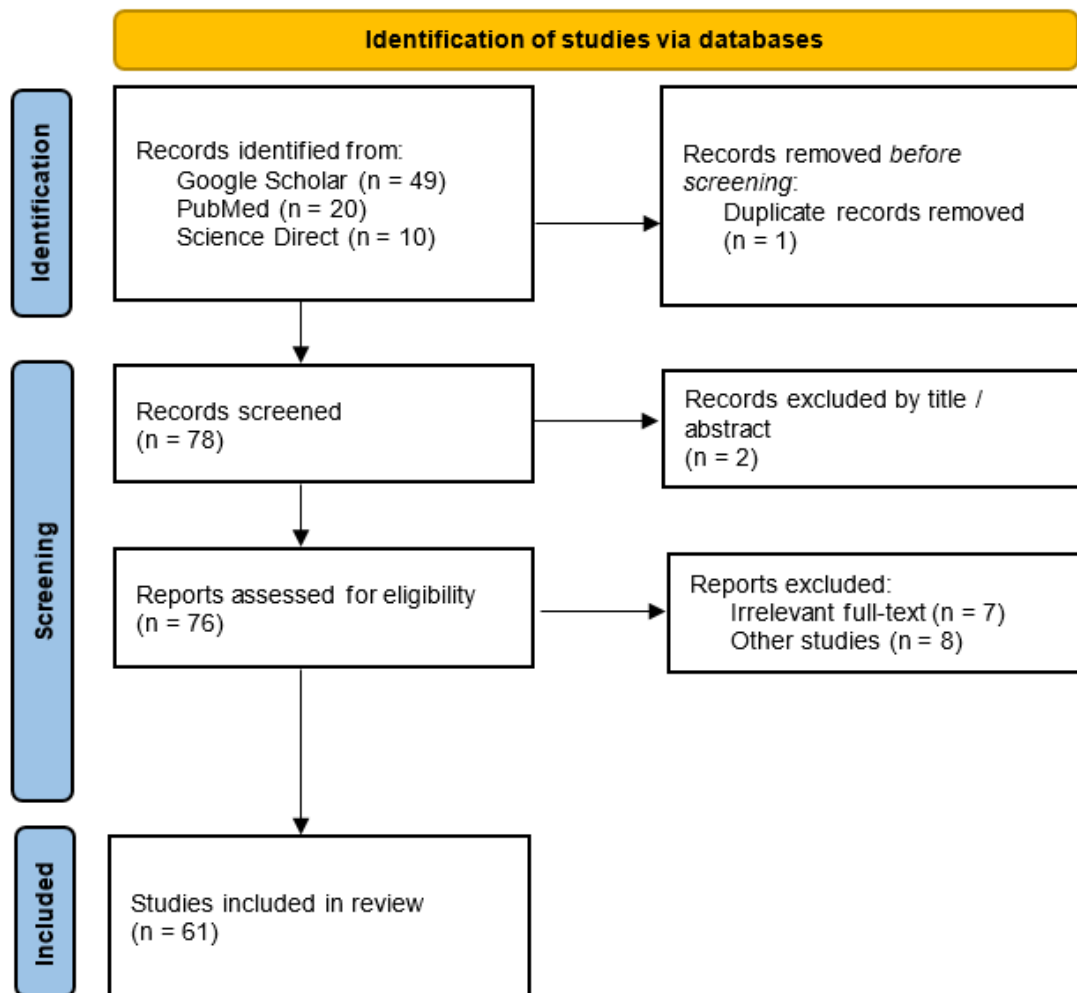 Identification of studies via databases
Identification
Records identified from:
Google Scholar (n = 49)
PubMed (n = 20)
Science Direct (n = 10)
Records removed before
screening:
Duplicate records removed
(n = 1)
Screening
Records screened
(n = 78)
Records excluded by title /
abstract
(n = 2)
Reports assessed for eligibility
(n = 76)
Reports excluded:
Irrelevant full-text (n = 7)
Other studies (n = 8)
Included
Studies included in review
(n = 61)